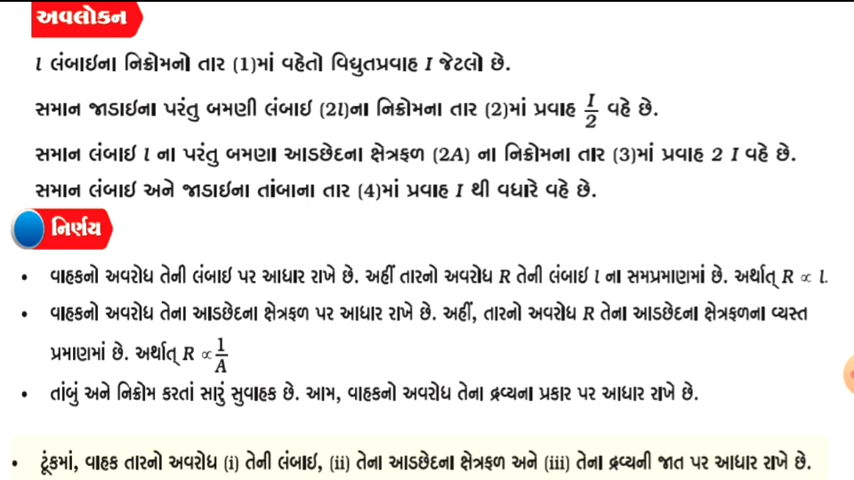 અવલોકન
l લંબાઈના નિક્રોમનો તાર (1)માં વહેતો વિદ્યુતપ્રવાહ I જેટલો છે.
સમાન જાડાઈના પરંતુ બમણી લંબાઈ (2l)ના નિક્રોમના તાર (2)માં પ્રવાહ I/2 વહે છે.
સમાન લંબાઈ l ના પરંતુ બમણા આડછેદના ક્ષેત્રફળ (2A) ના નિક્રોમના તાર (3)માં પ્રવાહ 2 I વહે છે.
સમાન લંબાઈ અને જાડાઈના તાંબાના તાર (4)માં પ્રવાહ I થી વધારે વહે છે.
નિર્ણય
• વાહકનો અવરોધ તેની લંબાઈ પર આધાર રાખે છે. અહીં તારનો અવરોધ R તેની લંબાઈ l ના સમપ્રમાણમાં છે. અર્થાત્ R ∝ l.
• વાહકનો અવરોધ તેના આડછેદના ક્ષેત્રફળ પર આધાર રાખે છે. અહીં, તારનો અવરોધ R તેના આડછેદના ક્ષેત્રફળના વ્યસ્ત
પ્રમાણમાં છે. અર્થાત્ R ∝ 1/A
• તાંબું અને નિક્રોમ કરતાં સારું સુવાહક છે. આમ, વાહકનો અવરોધ તેના દ્રવ્યના પ્રકાર પર આધાર રાખે છે.
• ટૂંકમાં, વાહક તારનો અવરોધ (i) તેની લંબાઈ, (ii) તેના આડછેદના ક્ષેત્રફળ અને (iii) તેના દ્રવ્યની જાત પર આધાર રાખે છે.